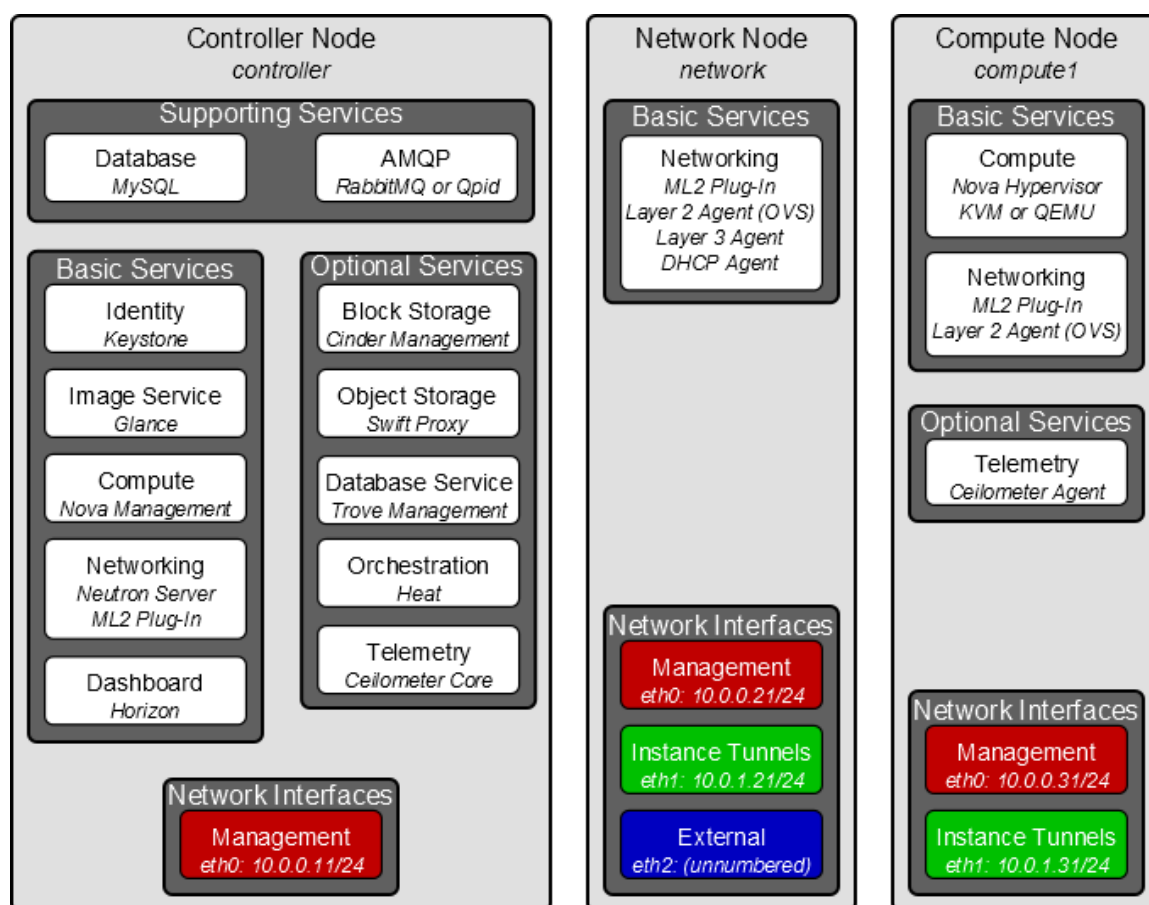 Controller Node
controller
Supporting Services
Database
MySQL
AMQP
RabbitMQ or Qpid
Basic Services
Identity
Keystone
Image Service
Glance
Compute
Nova Management
Networking
Neutron Server
ML2 Plug-In
Dashboard
Horizon
Optional Services
Block Storage
Cinder Management
Object Storage
Swift Proxy
Database Service
Trove Management
Orchestration
Heat
Telemetry
Ceilometer Core
Network Interfaces
Management
eth0: 10.0.0.11/24
Network Node
network
Basic Services
Networking
ML2 Plug-In
Layer 2 Agent (OVS)
Layer 3 Agent
DHCP Agent
Network Interfaces
Management
eth0: 10.0.0.21/24
Instance Tunnels
eth1: 10.0.1.21/24
External
eth2: (unnumbered)
Compute Node
compute1
Basic Services
Compute
Nova Hypervisor
KVM or QEMU
Networking
ML2 Plug-In
Layer 2 Agent (OVS)
Optional Services
Telemetry
Ceilometer Agent
Network Interfaces
Management
eth0: 10.0.0.31/24
Instance Tunnels
eth1: 10.0.1.31/24